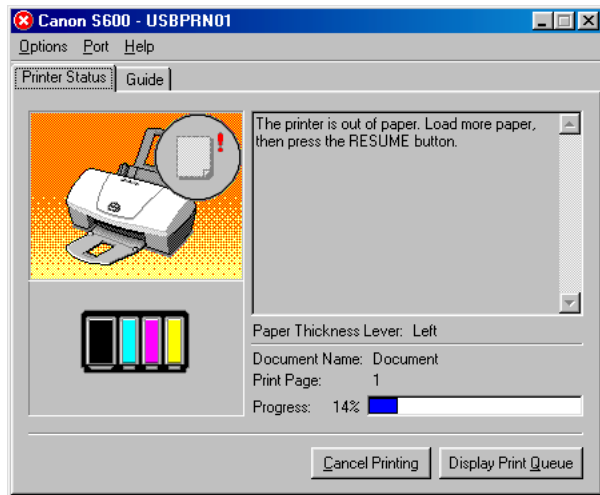 Canon S600 - USBPRN01
Options Port Help
Printer Status Guide
The printer is out of paper. Load more paper,
then press the RESUME button.
Paper Thickness Lever: Left
Document Name: Document
Print Page: 1
Progress: 14%
Cancel Printing Display Print Queue